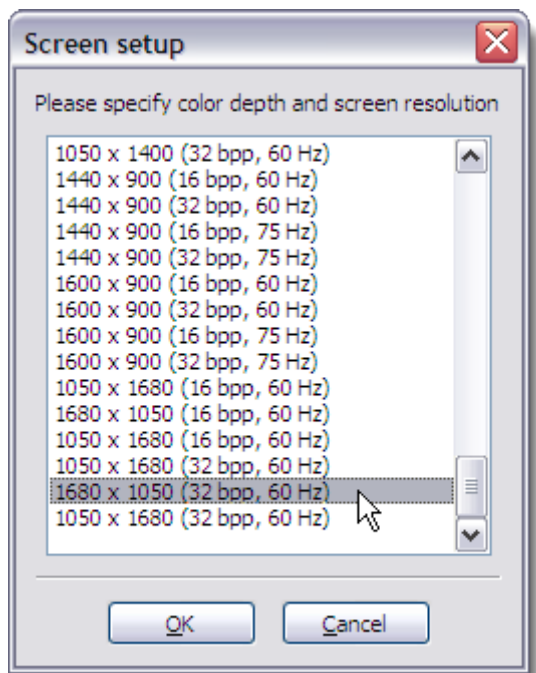 Screen setup
Please specify color depth and screen resolution
1050 x 1400 (32 bpp, 60 Hz)
1440 x 900 (16 bpp, 60 Hz)
1440 x 900 (32 bpp, 60 Hz)
1440 x 900 (16 bpp, 75 Hz)
1440 x 900 (32 bpp, 75 Hz)
1600 x 900 (16 bpp, 60 Hz)
1600 x 900 (32 bpp, 60 Hz)
1600 x 900 (16 bpp, 75 Hz)
1600 x 900 (32 bpp, 75 Hz)
1050 x 1680 (16 bpp, 60 Hz)
1680 x 1050 (16 bpp, 60 Hz)
1050 x 1680 (16 bpp, 60 Hz)
1050 x 1680 (32 bpp, 60 Hz)
1680 x 1050 (32 bpp, 60 Hz)
1050 x 1680 (32 bpp, 60 Hz)
OK Cancel